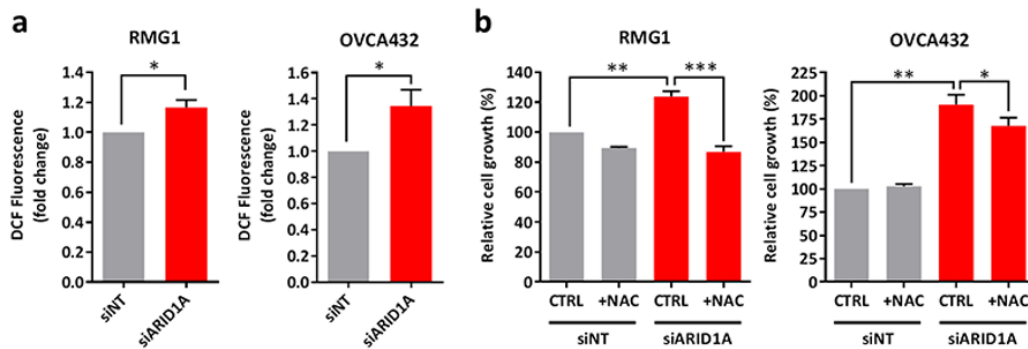 a
RMG1
DCF Fluorescence
(fold change)
1.4
1.2
1.0
0.8
0.6
0.4
0.2
0.0
*
siNT
siARID1A
OVCA432
DCF Fluorescence
(fold change)
1.6
1.4
1.2
1.0
0.8
0.6
0.4
0.2
0.0
*
siNT
siARID1A
b
RMG1
Relative cell growth (%)
140
120
100
80
60
40
20
0
** ***
CTRL +NAC CTRL +NAC
siNT siARID1A
OVCA432
Relative cell growth (%)
225
200
175
150
125
100
75
50
25
0
** *
CTRL +NAC CTRL +NAC
siNT siARID1A